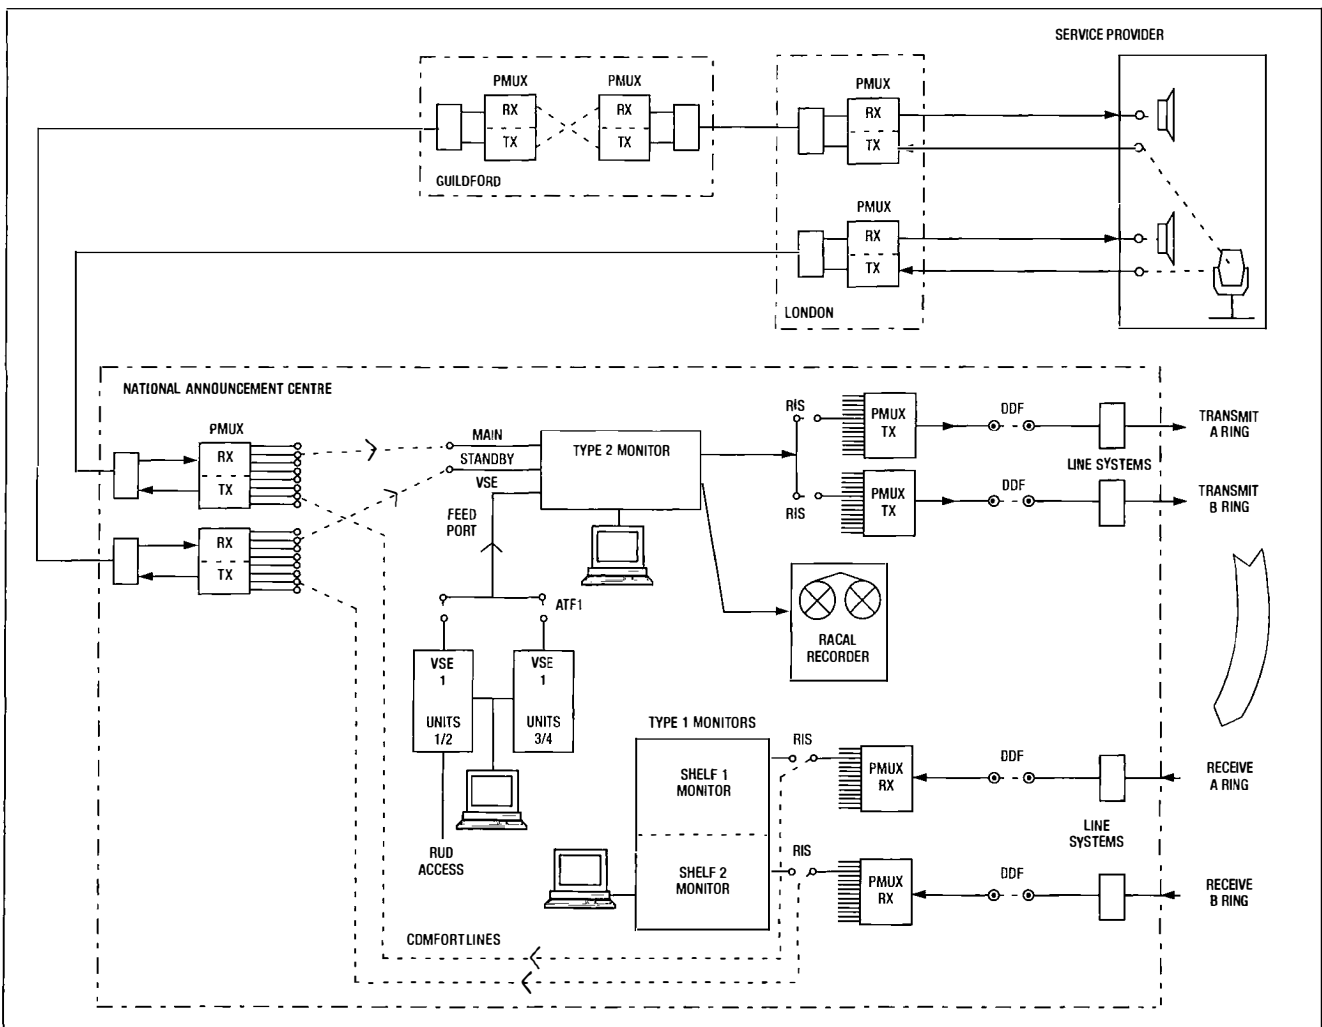 SERVICE PROVIDER
PMUX
PMUX
RX
TX
RX
TX
GUILDFORD
PMUX
RX
TX
PMUX
RX
TX
LONDON
NATIONAL ANNOUNCEMENT CENTRE
PMUX
RX
TX
RX
TX
MAIN
STANDBY
VSE
FEED
PORT
TYPE 2 MONITOR
RIS
RIS
PMUX
TX
PMUX
TX
DDF
DDF
LINE SYSTEMS
TRANSMIT
A RING
TRANSMIT
B RING
ATF1
VSE
1
UNITS
1/2
VSE
1
UNITS
3/4
RUD
ACCESS
RACAL
RECORDER
TYPE 1 MONITORS
SHELF 1
MONITOR
SHELF 2
MONITOR
RIS
RIS
PMUX
RX
PMUX
RX
DDF
DDF
LINE
SYSTEMS
RECEIVE
A RING
RECEIVE
B RING
COMFORT LINES